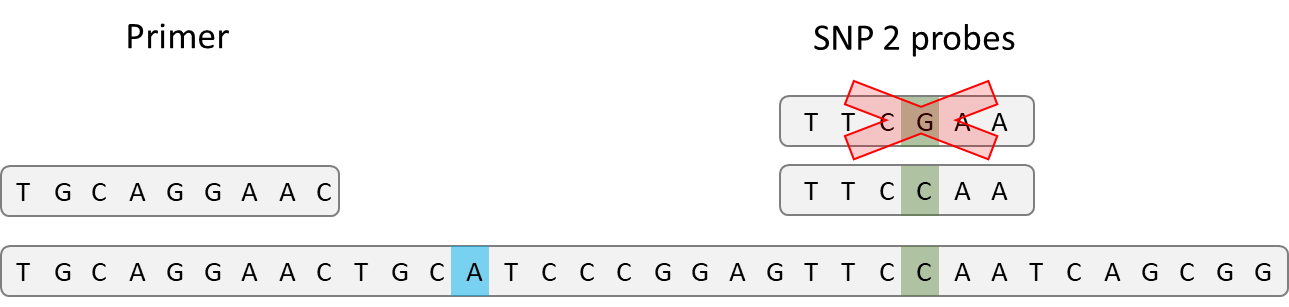 Primer
SNP 2 probes
T T C G A A
T G C A G G A A C
T T C C A A
T G C A G G A A C T G C A T C C C G G A G T T C C A A T C A G C G G